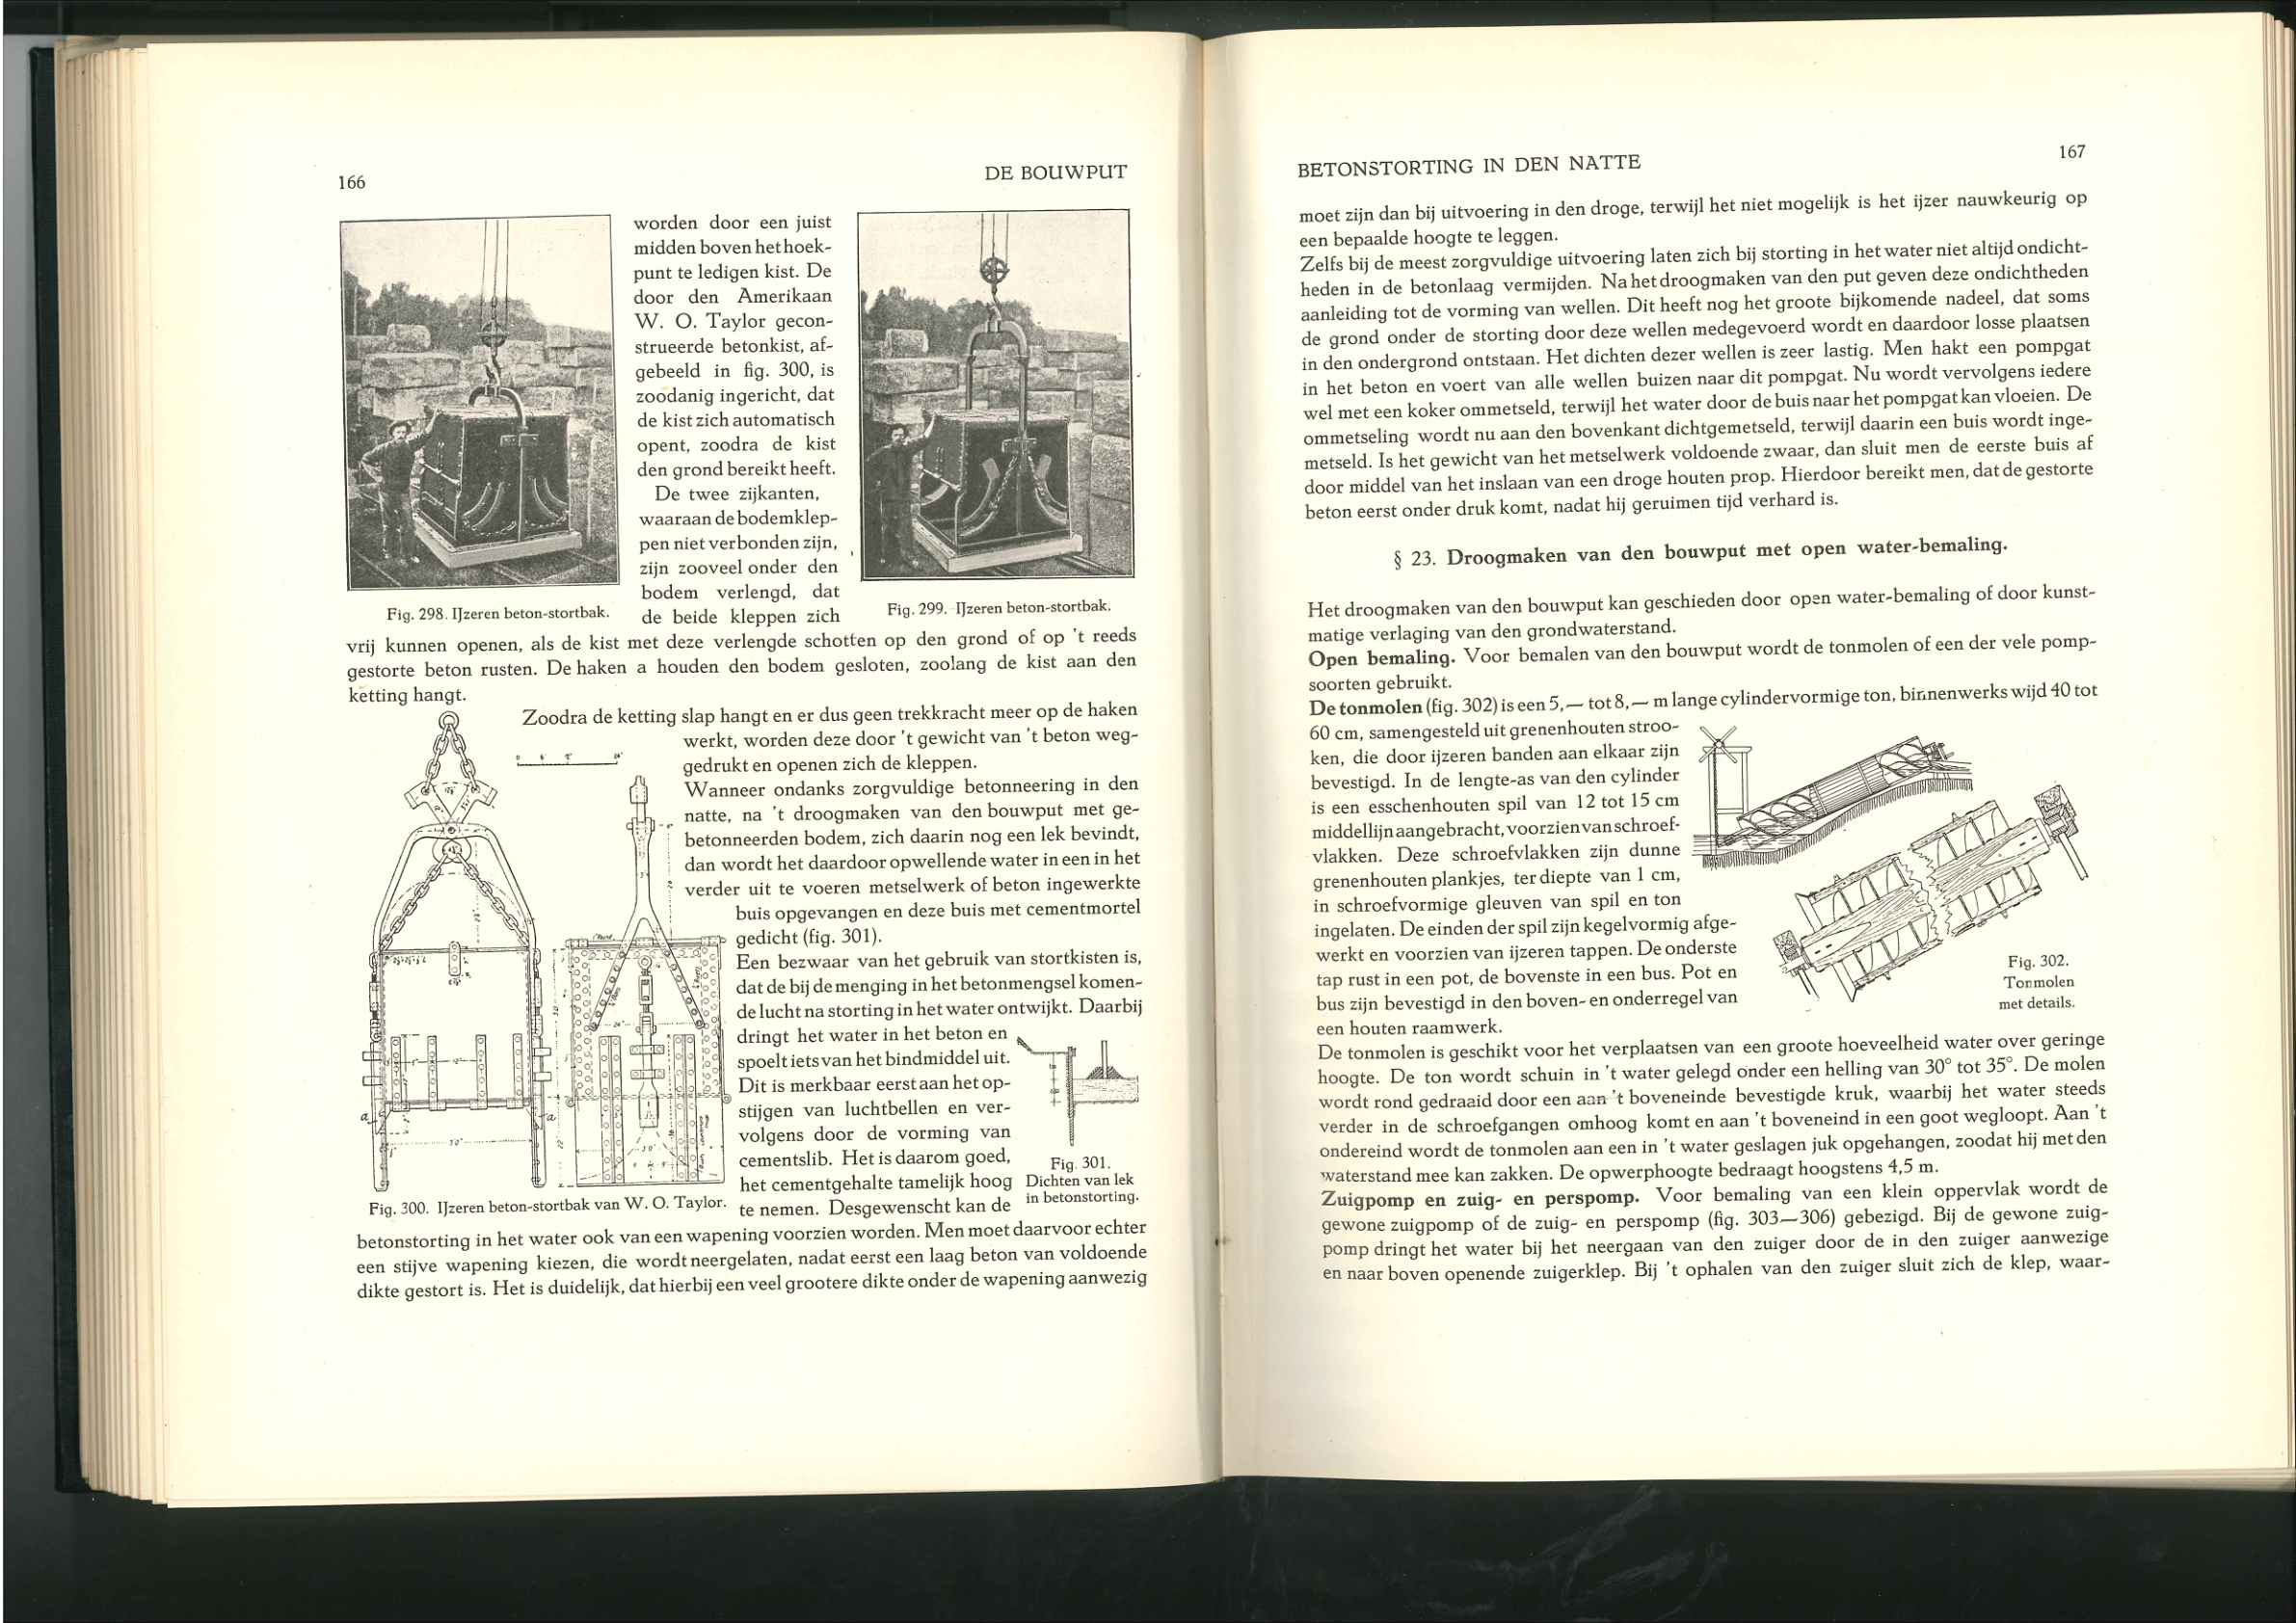 166
DE BOUWPUT
worden door een juist
midden boven het hoek-
punt te ledigen kist. De
door den Amerikaan
W. O. Taylor gecon-
strueerde betonkist, af-
gebeeld in fig. 300, is
zoodanig ingericht, dat
de kist zich automatisch
opent, zoodra de kist
den grond bereikt heeft.
De twee zijkanten,
waaraan de bodemklep-
pen niet verbonden zijn,
zijn zooveel onder den
bodem verlengd, dat
de beide kleppen zich
Fig. 298. IJzeren beton-stortbak.
Fig. 299. IJzeren beton-stortbak.
vrij kunnen openen, als de kist met deze verlengde schotten op den grond of op 't reeds
gestorte beton rusten. De haken a houden den bodem gesloten, zoolang de kist aan den
ketting hangt.
Zoodra de ketting slap hangt en er dus geen trekkracht meer op de haken
werkt, worden deze door 't gewicht van 't beton weg-
gedrukt en openen zich de kleppen.
Wanneer ondanks zorgvuldige betonneering in den
natte, na 't droogmaken van den bouwput met ge-
betonneerden bodem, zich daarin nog een lek bevindt,
dan wordt het daardoor opwellende water in een in het
verder uit te voeren metselwerk of beton ingewerkte
buis opgevangen en deze buis met cementmortel
gedicht (fig. 301).
Een bezwaar van het gebruik van stortkisten is,
dat de bij de menging in het betonmengsel komen-
de lucht na storting in het water ontwijkt. Daarbij
dringt het water in het beton en
spoelt iets van het bindmiddel uit.
Dit is merkbaar eerst aan het op-
stijgen van luchtbellen en ver-
volgens door de vorming van
cementslib. Het is daarom goed,
het cementgehalte tamelijk hoog
te nemen. Desgewenscht kan de
a
a
Fig. 300. IJzeren beton-stortbak van W. O. Taylor.
Fig. 301.
Dichten van lek
in betonstorting.
betonstorting in het water ook van een wapening voorzien worden. Men moet daarvoor echter
een stijve wapening kiezen, die wordt neergelaten, nadat eerst een laag beton van voldoende
dikte gestort is. Het is duidelijk, dat hierbij een veel grootere dikte onder de wapening aanwezig
BETONSTORTING IN DEN NATTE
167
moet zijn dan bij uitvoering in den droge, terwijl het niet mogelijk is het ijzer nauwkeurig op
een bepaalde hoogte te leggen.
Zelfs bij de meest zorgvuldige uitvoering laten zich bij storting in het water niet altijd ondicht-
heden in de betonlaag vermijden. Na het droogmaken van den put geven deze ondichtheden
aanleiding tot de vorming van wellen. Dit heeft nog het groote bijkomende nadeel, dat soms
de grond onder de storting door deze wellen medegevoerd wordt en daardoor losse plaatsen
in den ondergrond ontstaan. Het dichten dezer wellen is zeer lastig. Men hakt een pompgat
in het beton en voert van alle wellen buizen naar dit pompgat. Nu wordt vervolgens iedere
wel met een koker ommetseld, terwijl het water door de buis naar het pompgat kan vloeien. De
ommetseling wordt nu aan den bovenkant dichtgemetseld, terwijl daarin een buis wordt inge-
metseld. Is het gewicht van het metselwerk voldoende zwaar, dan sluit men de eerste buis af
door middel van het inslaan van een droge houten prop. Hierdoor bereikt men, dat de gestorte
beton eerst onder druk komt, nadat hij geruimen tijd verhard is.
§ 23. Droogmaken van den bouwput met open water-bemaling.
Het droogmaken van den bouwput kan geschieden door open water-bemaling of door kunst-
matige verlaging van den grondwaterstand.
Open bemaling. Voor bemalen van den bouwput wordt de tonmolen of een der vele pomp-
soorten gebruikt.
De tonmolen (fig. 302) is een 5,— tot 8,— m lange cylindervormige ton, binnenwerks wijd 40 tot
60 cm, samengesteld uit grenenhouten stroo-
ken, die door ijzeren banden aan elkaar zijn
bevestigd. In de lengte-as van den cylinder
is een esschenhouten spil van 12 tot 15 cm
middellijn aangebracht, voorzien van schroef-
vlakken. Deze schroefvlakken zijn dunne
grenenhouten plankjes, ter diepte van 1 cm,
in schroefvormige gleuven van spil en ton
ingelaten. De einden der spil zijn kegelvormig afge-
werkt en voorzien van ijzeren tappen. De onderste
tap rust in een pot, de bovenste in een bus. Pot en
bus zijn bevestigd in den boven- en onderregel van
een houten raamwerk.
Fig. 302.
Tonmolen
met details.
De tonmolen is geschikt voor het verplaatsen van een groote hoeveelheid water over geringe
hoogte. De ton wordt schuin in 't water gelegd onder een helling van 30° tot 35°. De molen
wordt rond gedraaid door een aan 't boveneinde bevestigde kruk, waarbij het water steeds
verder in de schroefgangen omhoog komt en aan 't boveneind in een goot wegloopt. Aan 't
ondereind wordt de tonmolen aan een in 't water geslagen juk opgehangen, zoodat hij met den
waterstand mee kan zakken. De opwerphoogte bedraagt hoogstens 4,5 m.
Zuigpomp en zuig- en perspomp. Voor bemaling van een klein oppervlak wordt de
gewone zuigpomp of de zuig- en perspomp (fig. 303—306) gebezigd. Bij de gewone zuig-
pomp dringt het water bij het neergaan van den zuiger door de in den zuiger aanwezige
en naar boven openende zuigerklep. Bij 't ophalen van den zuiger sluit zich de klep, waar-